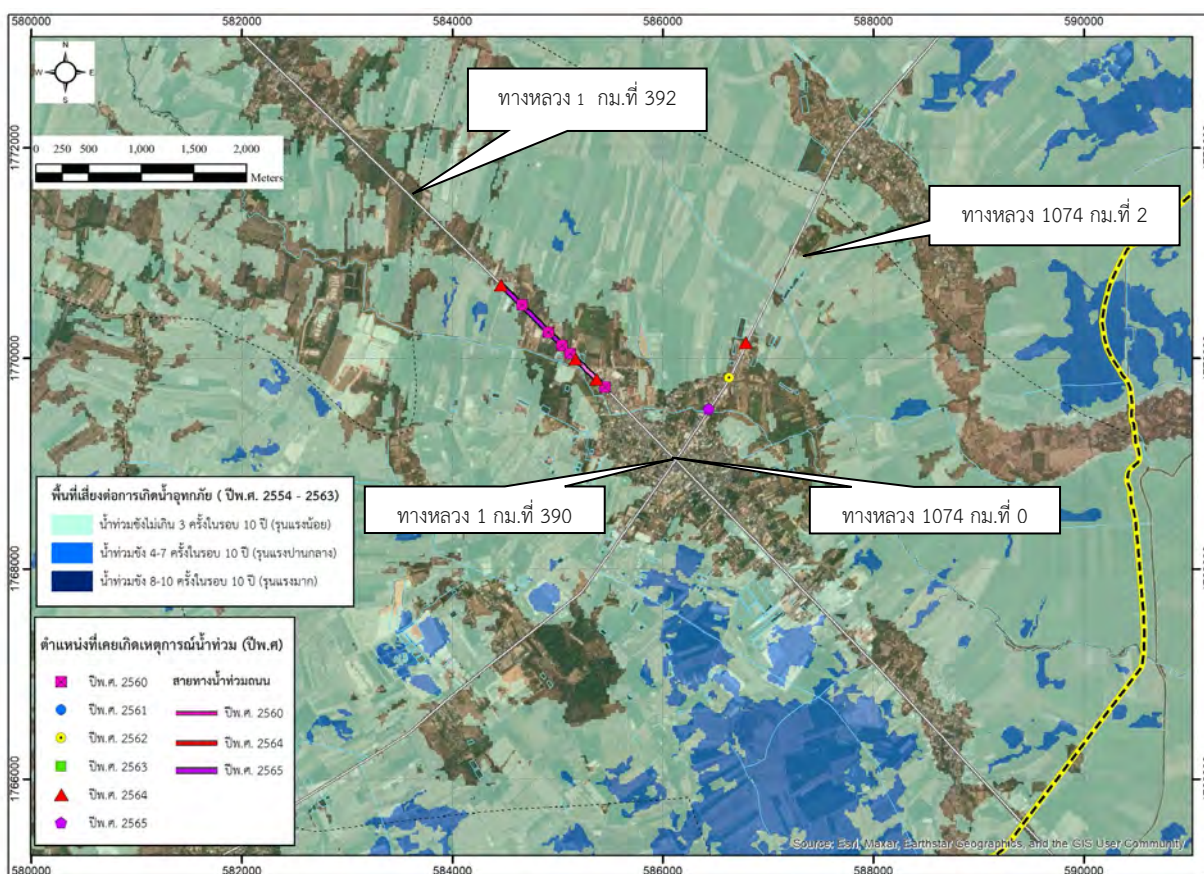 580000 582000 584000 586000 588000 590000
N
W E
S
ทางหลวง 1 กม.ที่ 392
1772000
0 250 500 1,000 1,500 2,000
Meters
ทางหลวง 1074 กม.ที่ 2
1770000
พื้นที่เสี่ยงต่อการเกิดน้ำอุทกภัย ( ปีพ.ศ. 2554 - 2563)
น้ำท่วมขังไม่เกิน 3 ครั้งในรอบ 10 ปี (รุนแรงน้อย)
น้ำท่วมขัง 4-7 ครั้งในรอบ 10 ปี (รุนแรงปานกลาง)
น้ำท่วมขัง 8-10 ครั้งในรอบ 10 ปี (รุนแรงมาก)
ทางหลวง 1 กม.ที่ 390
ทางหลวง 1074 กม.ที่ 0
1768000
ตำแหน่งที่เคยเกิดเหตุการณ์น้ำท่วม (ปีพ.ศ)
ปีพ.ศ. 2560
ปีพ.ศ. 2561
ปีพ.ศ. 2562
ปีพ.ศ. 2563
ปีพ.ศ. 2564
ปีพ.ศ. 2565
สายทางน้ำท่วมถนน
ปีพ.ศ. 2560
ปีพ.ศ. 2564
ปีพ.ศ. 2565
1766000
Source: Esri, Maxar, Earthstar Geographics, and the GIS User Community
580000 582000 584000 586000 588000 590000